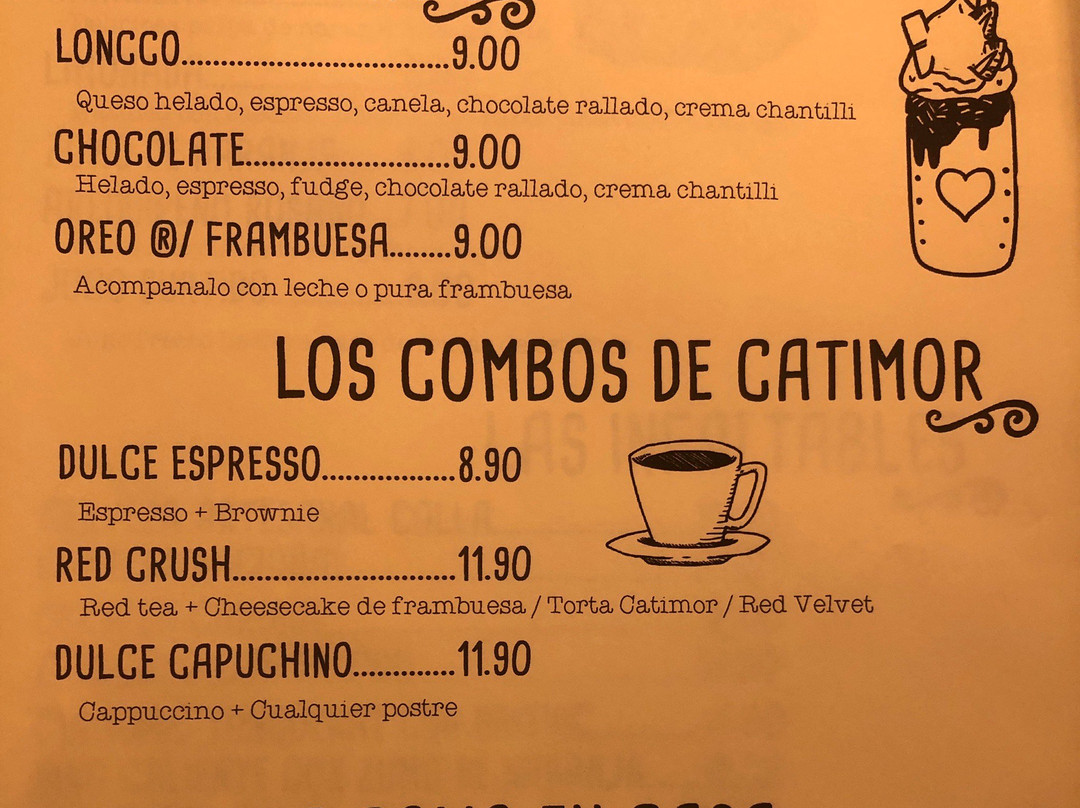 LONCCO..............................9.00
Queso helado, espresso, canela, chocolate rallado, crema chantilli
CHOCOLATE.......................9.00
Helado, espresso, fudge, chocolate rallado, crema chantilli
OREO ®/ FRAMBUESA.......9.00
Acompanalo con leche o pura frambuesa
LOS COMBOS DE CATIMOR
DULCE ESPRESSO...............8.90
Espresso + Brownie
RED CRUSH.........................11.90
Red tea + Cheesecake de frambuesa / Torta Catimor / Red Velvet
DULCE CAPUCHINO...........11.90
Cappuccino + Cualquier postre